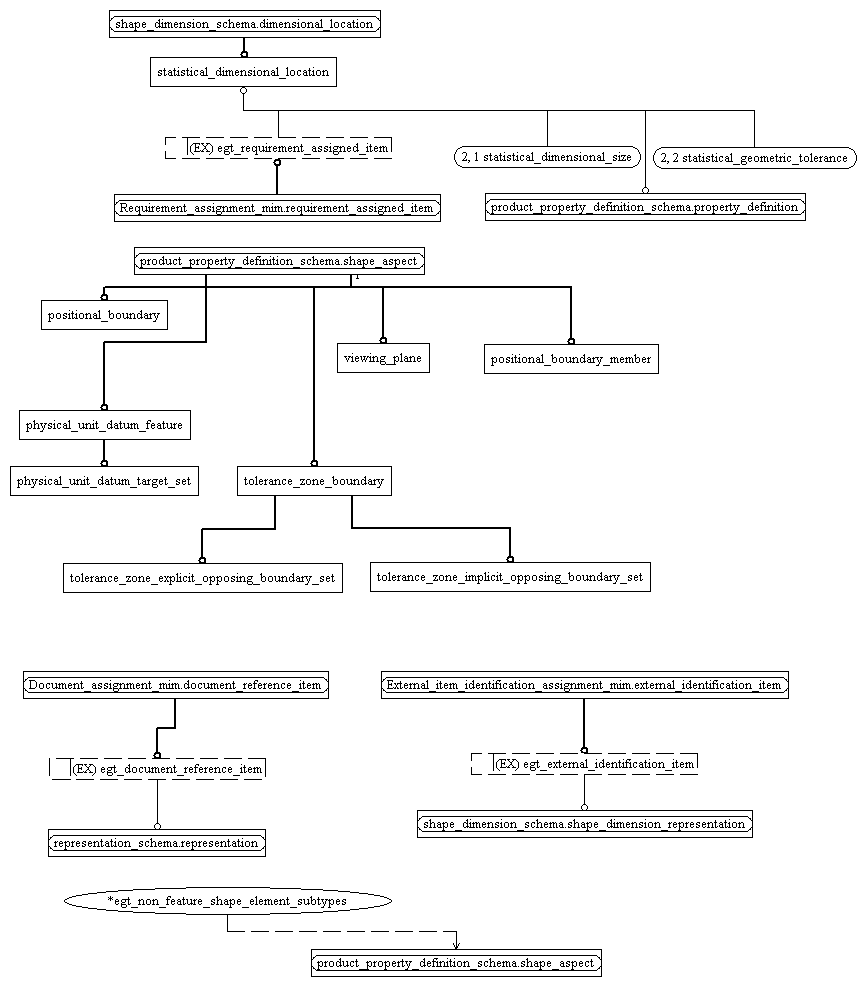 shape_dimension_schema.dimensional_location
statistical_dimensional_location
(EX) egt_requirement_assigned_item
2, 1 statistical_dimensional_size
2, 2 statistical_geometric_tolerance
Requirement_assignment_mim.requirement_assigned_item
product_property_definition_schema.property_definition
product_property_definition_schema.shape_aspect
1
positional_boundary
viewing_plane
positional_boundary_member
physical_unit_datum_feature
physical_unit_datum_target_set
tolerance_zone_boundary
tolerance_zone_explicit_opposing_boundary_set
tolerance_zone_implicit_opposing_boundary_set
Document_assignment_mim.document_reference_item
External_item_identification_assignment_mim.external_identification_item
(EX) egt_document_reference_item
(EX) egt_external_identification_item
shape_dimension_schema.shape_dimension_representation
representation_schema.representation
*egt_non_feature_shape_element_subtypes
product_property_definition_schema.shape_aspect